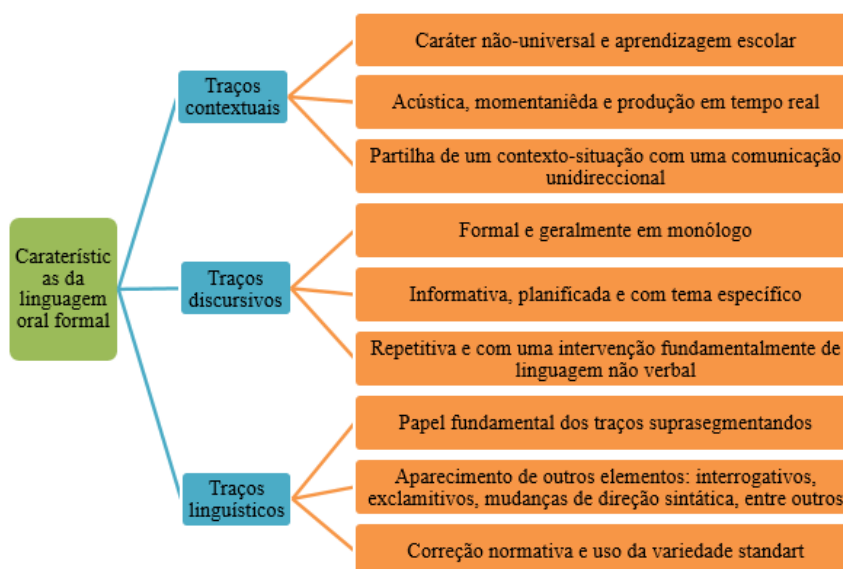 Caraterístic
as da
linguagem
oral formal
Traços
contextuais
Caráter não-universal e aprendizagem escolar
Acústica, momentaniêda e produção em tempo real
Partilha de um contexto-situação com uma comunicação
unidireccional
Traços
discursivos
Formal e geralmente em monólogo
Informativa, planificada e com tema específico
Repetitiva e com uma intervenção fundamentalmente de
linguagem não verbal
Traços
linguísticos
Papel fundamental dos traços suprasegmentandos
Aparecimento de outros elementos: interrogativos,
exclamitivos, mudanças de direção sintática, entre outros
Correção normativa e uso da variedade standart